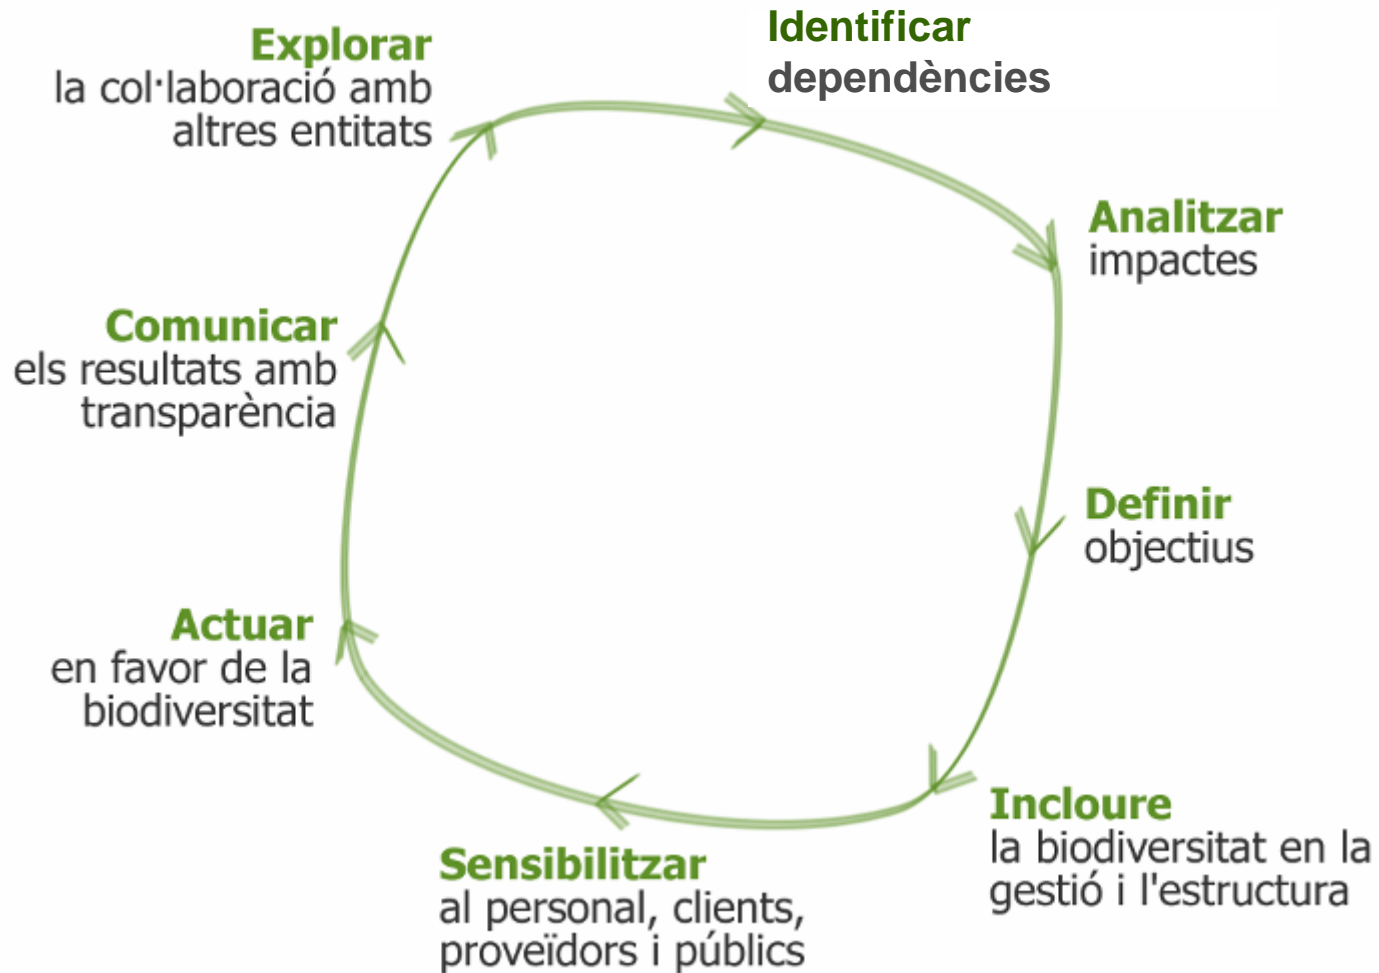 Identificar
dependències
Analitzar
impactes
Definir
objectius
Incloure
la biodiversitat en la
gestió i l'estructura
Sensibilitzar
al personal, clients,
proveïdors i públics
Actuar
en favor de la
biodiversitat
Comunicar
els resultats amb
transparència
Explorar
la col·laboració amb
altres entitats